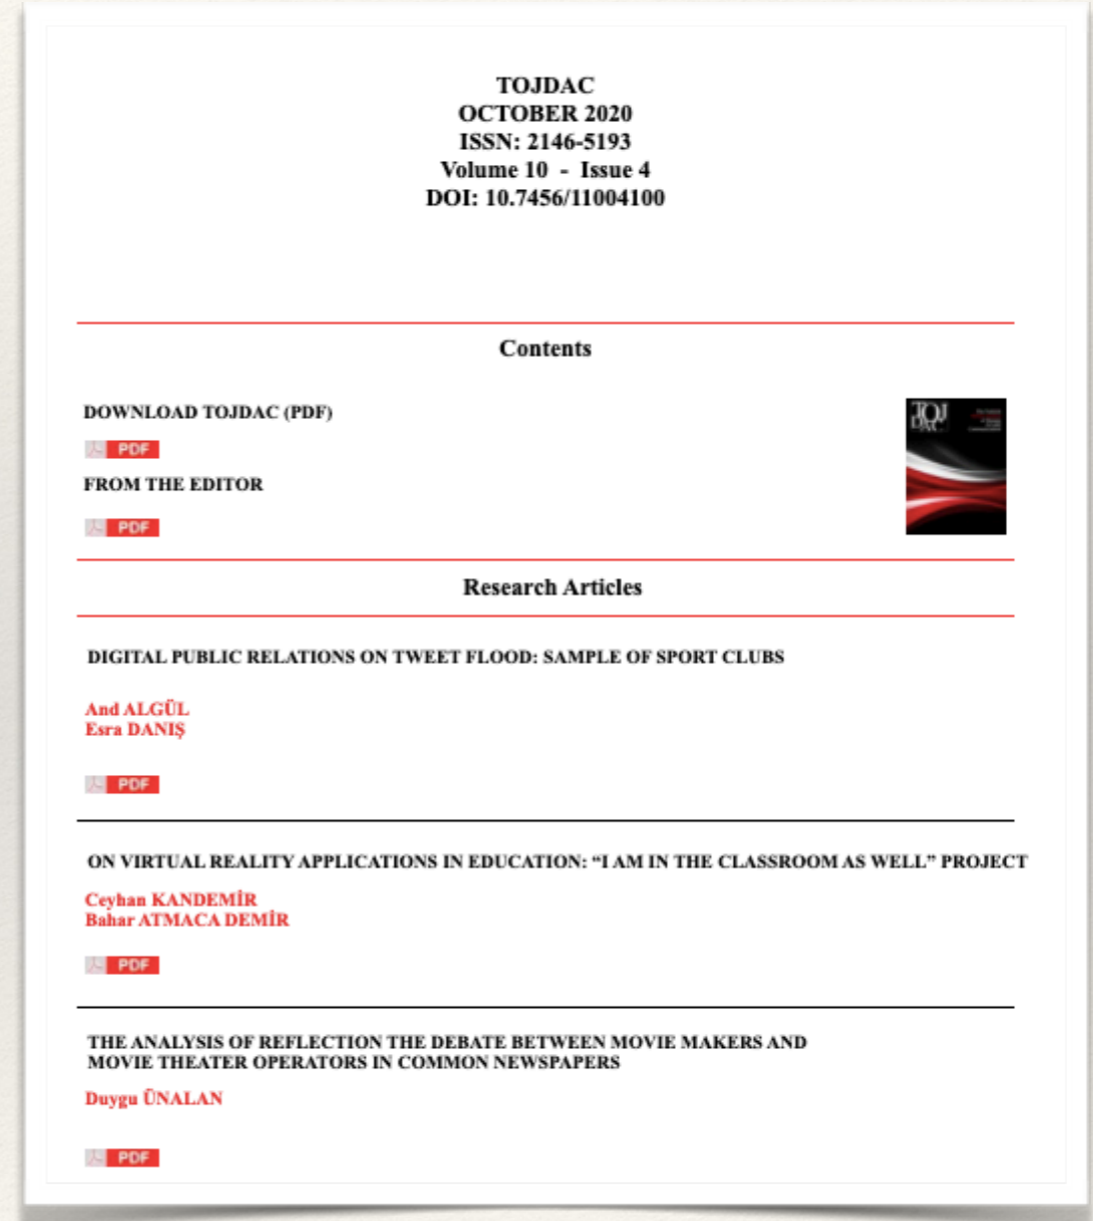 TOJDAC
OCTOBER 2020
ISSN: 2146-5193
Volume 10 - Issue 4
DOI: 10.7456/11004100
Contents
DOWNLOAD TOJDAC (PDF)
PDF
FROM THE EDITOR
PDF
TOJ
DAC
Research Articles
DIGITAL PUBLIC RELATIONS ON TWEET FLOOD: SAMPLE OF SPORT CLUBS
And ALGÜL
Esra DANIŞ
PDF
ON VIRTUAL REALITY APPLICATIONS IN EDUCATION: “I AM IN THE CLASSROOM AS WELL” PROJECT
Ceyhan KANDEMİR
Bahar ATMACA DEMİR
PDF
THE ANALYSIS OF REFLECTION THE DEBATE BETWEEN MOVIE MAKERS AND
MOVIE THEATER OPERATORS IN COMMON NEWSPAPERS
Duygu ÜNALAN
PDF